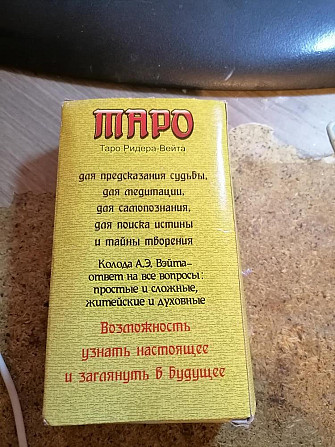 ТАРО
Таро Ридера-Вейта
для предсказания судьбы,
для медитации,
для самопознания,
для поиска истины
и тайны творения
Колода А.Э. Вэйта–
ответ на все вопросы:
простые и сложные,
житейские и духовные
Возможность
узнать настоящее
и заглянуть в будущее